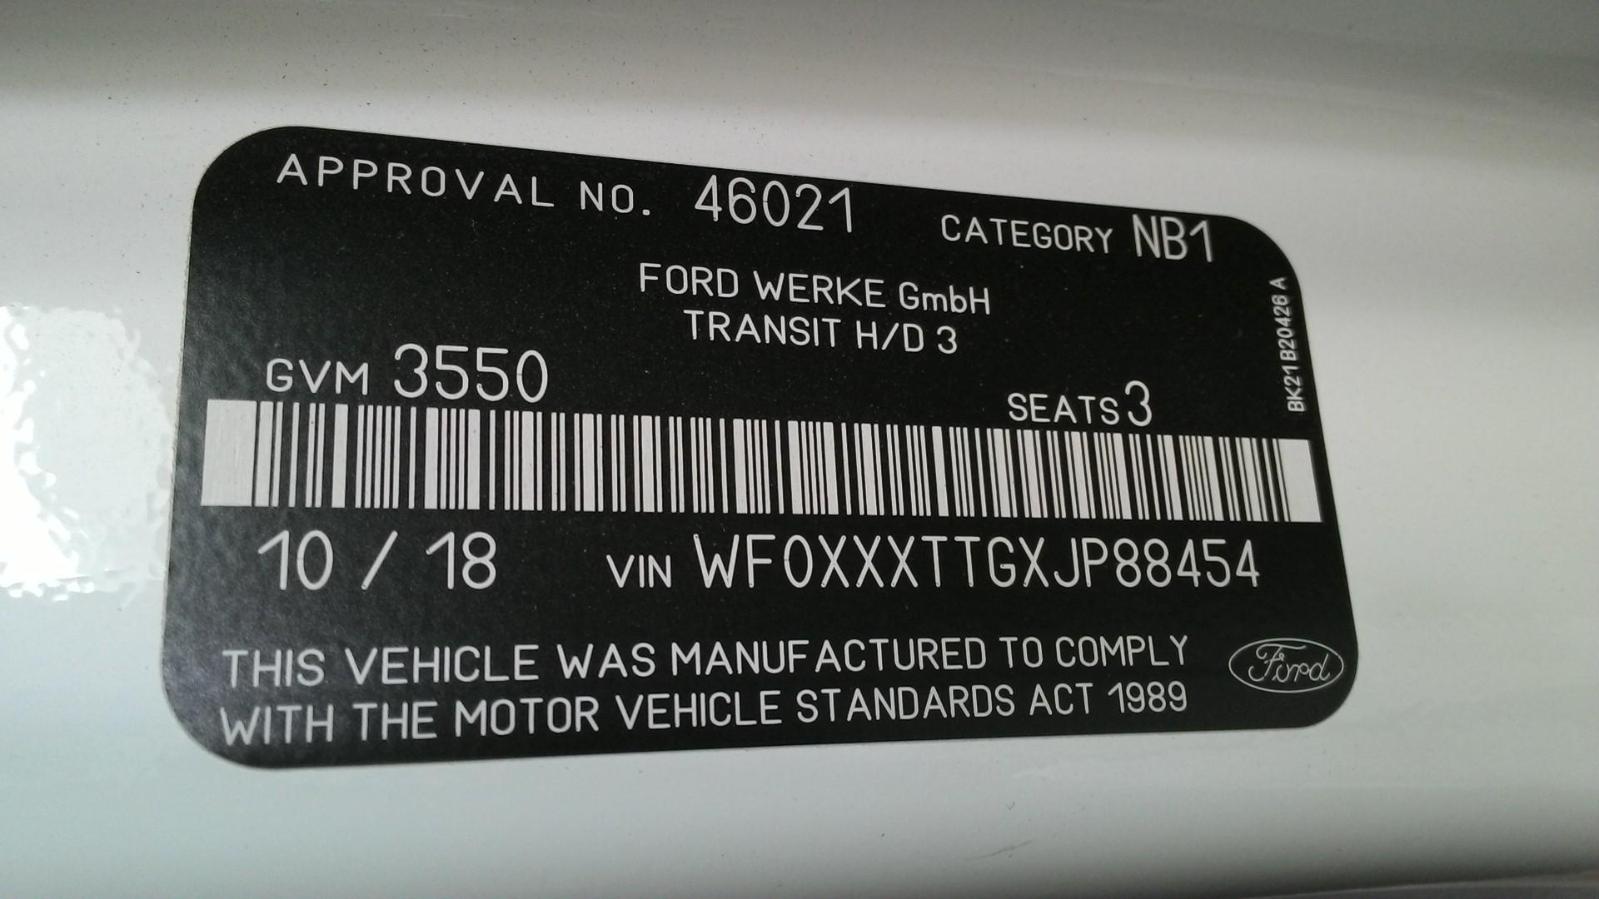 APPROVAL NO. 46021 CATEGORY NB1
FORD WERKE GmbH
TRANSIT H/D 3
GVM 3550 SEATS 3
BK21 B20426 A
10 / 18 VIN WF0XXXTTGXJP88454
THIS VEHICLE WAS MANUFACTURED TO COMPLY
WITH THE MOTOR VEHICLE STANDARDS ACT 1989
Ford